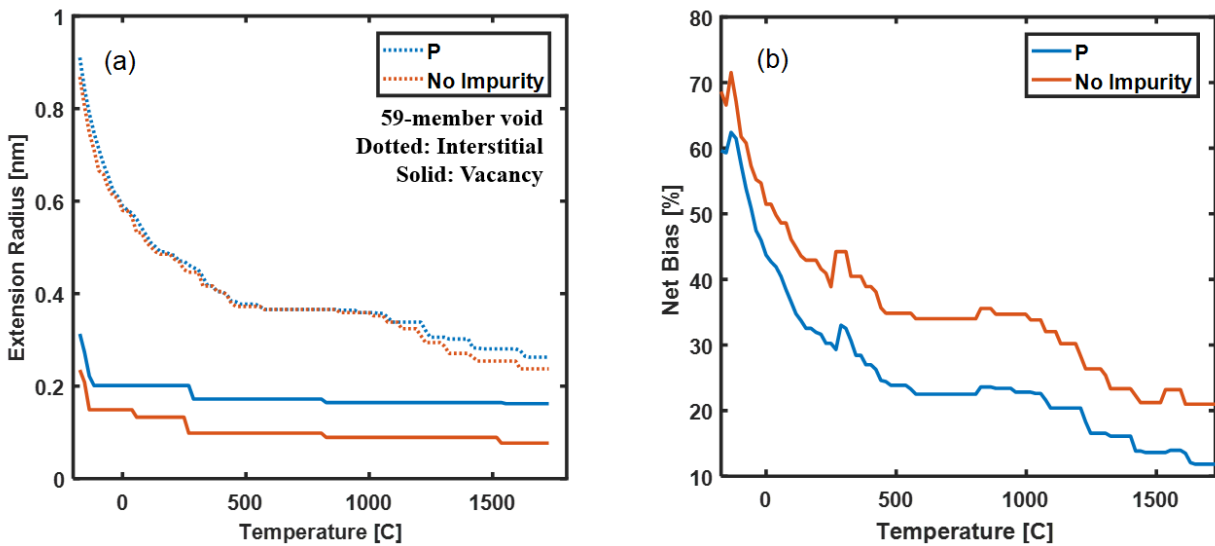 (a)
P
No Impurity
59-member void
Dotted: Interstitial
Solid: Vacancy
Extension Radius [nm]
1
0.8
0.6
0.4
0.2
0
0
500
1000
1500
Temperature [C]
(b)
P
No Impurity
Net Bias [%]
80
70
60
50
40
30
20
10
0
500
1000
1500
Temperature [C]